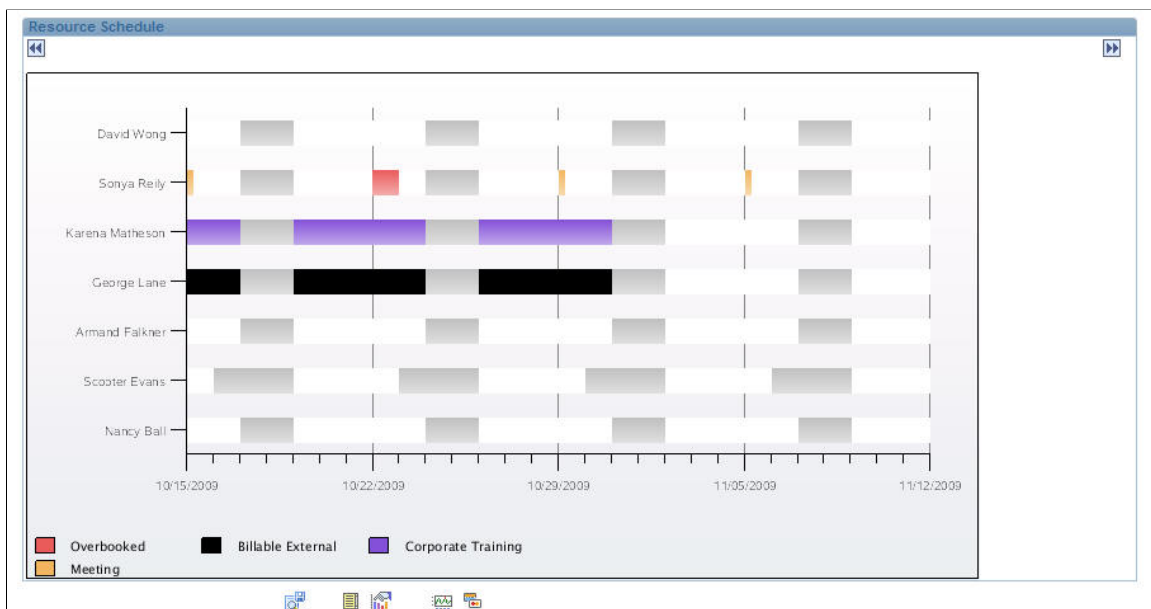 Resource Schedule
David Wong
Sonya Reily
Karena Matheson
George Lane
Armand Falkner
Scooter Evans
Nancy Ball
10/15/2009 10/22/2009 10/29/2009 11/05/2009 11/12/2009
Overbooked Billable External Corporate Training
Meeting